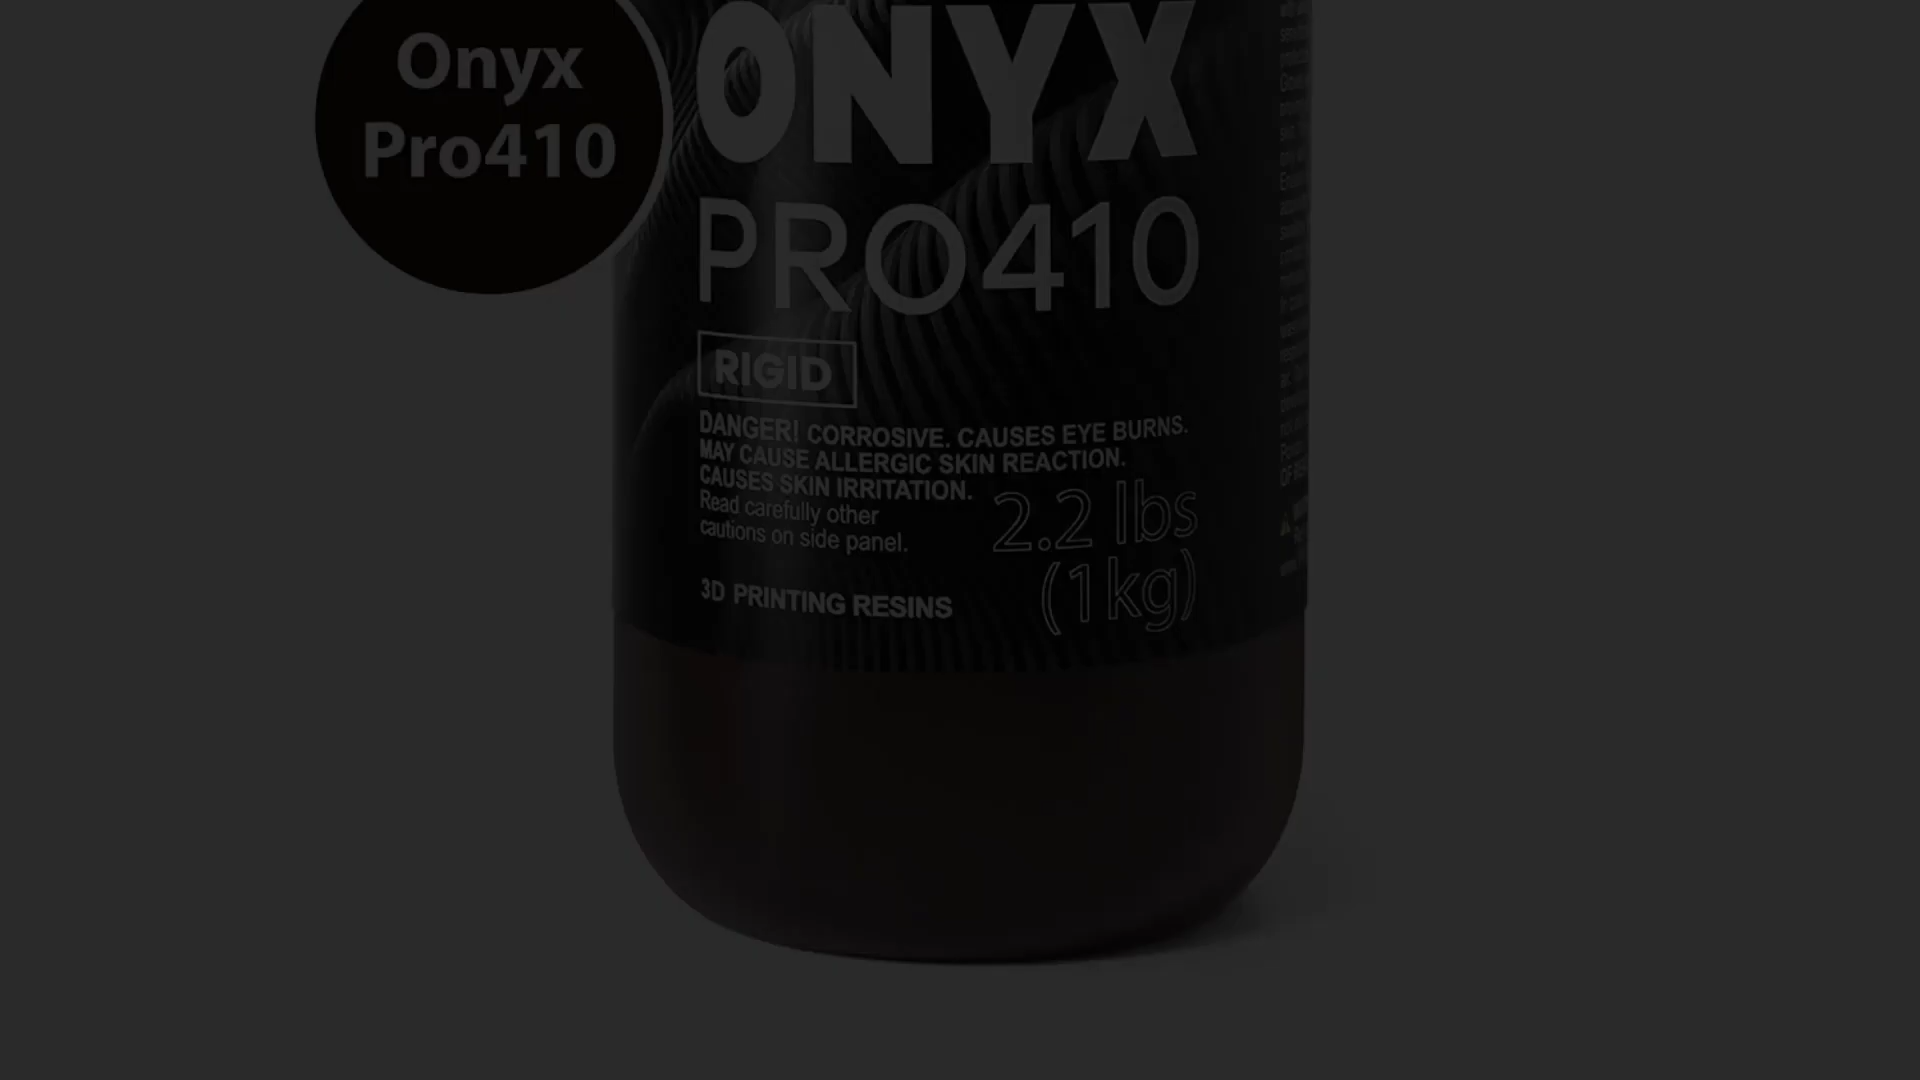 Onyx
Pro410
ONYX
PRO410
RIGID
DANGER! CORROSIVE. CAUSES EYE BURNS.
MAY CAUSE ALLERGIC SKIN REACTION.
CAUSES SKIN IRRITATION.
Read carefully other
cautions on side panel.
2.2 lbs
(1kg)
3D PRINTING RESINS